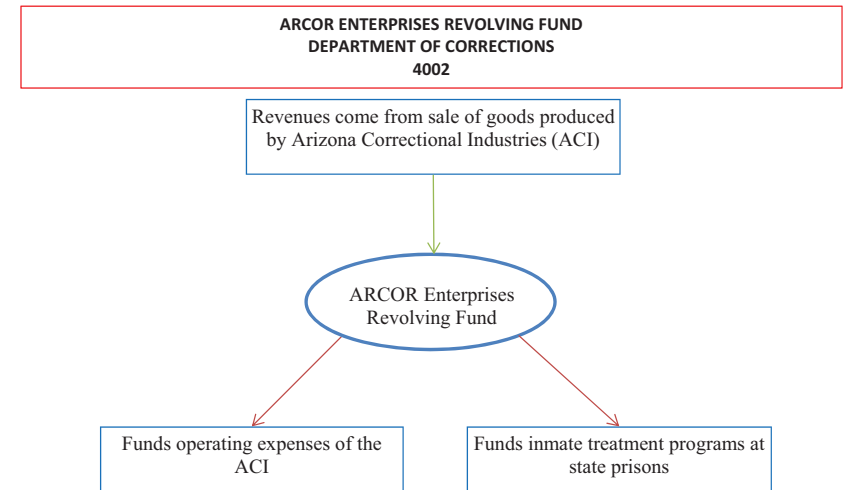 ARCOR ENTERPRISES REVOLVING FUND
DEPARTMENT OF CORRECTIONS
4002
Revenues come from sale of goods produced
by Arizona Correctional Industries (ACI)
ARCOR Enterprises
Revolving Fund
Funds operating expenses of the
ACI
Funds inmate treatment programs at
state prisons